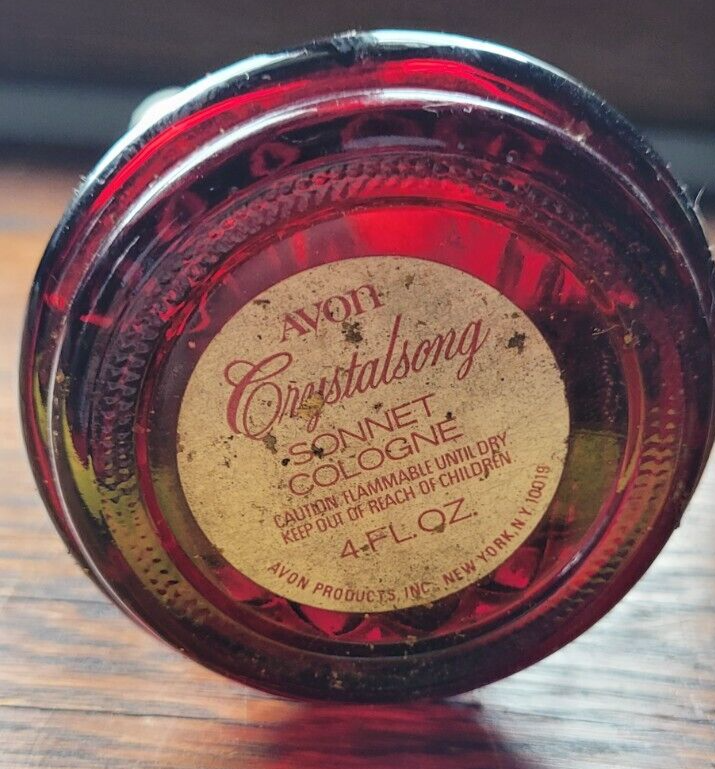 AVON
Crystalsong
SONNET
COLOGNE
CAUTION FLAMMABLE UNTIL DRY
KEEP OUT OF REACH OF CHILDREN
4-FL.OZ.
AVON PRODUCTS, INC. NEW YORK, N.Y. 10019